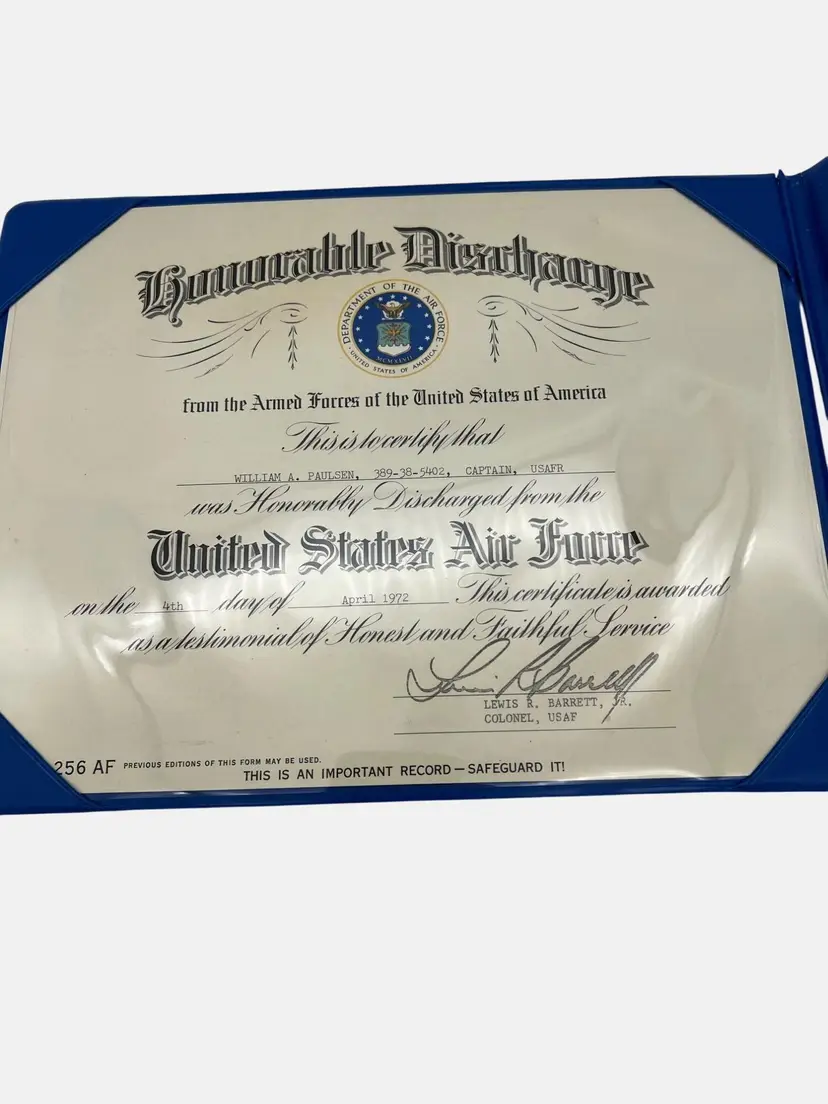 Honorable Discharge
DEPARTMENT OF THE AIR FORCE
MCMXLVII
UNITED STATES OF AMERICA
from the Armed Forces of the United States of America
This is to certify that
WILLIAM A. PAULSEN, 389-38-5402, CAPTAIN, USAFR
was Honorably Discharged from the
United States Air Force
on the 4th day of April 1972 This certificate is awarded
as a testimonial of Honest and Faithful Service
LEWIS R. BARRETT, JR.
COLONEL, USAF
256 AF PREVIOUS EDITIONS OF THIS FORM MAY BE USED.
THIS IS AN IMPORTANT RECORD—SAFEGUARD IT!